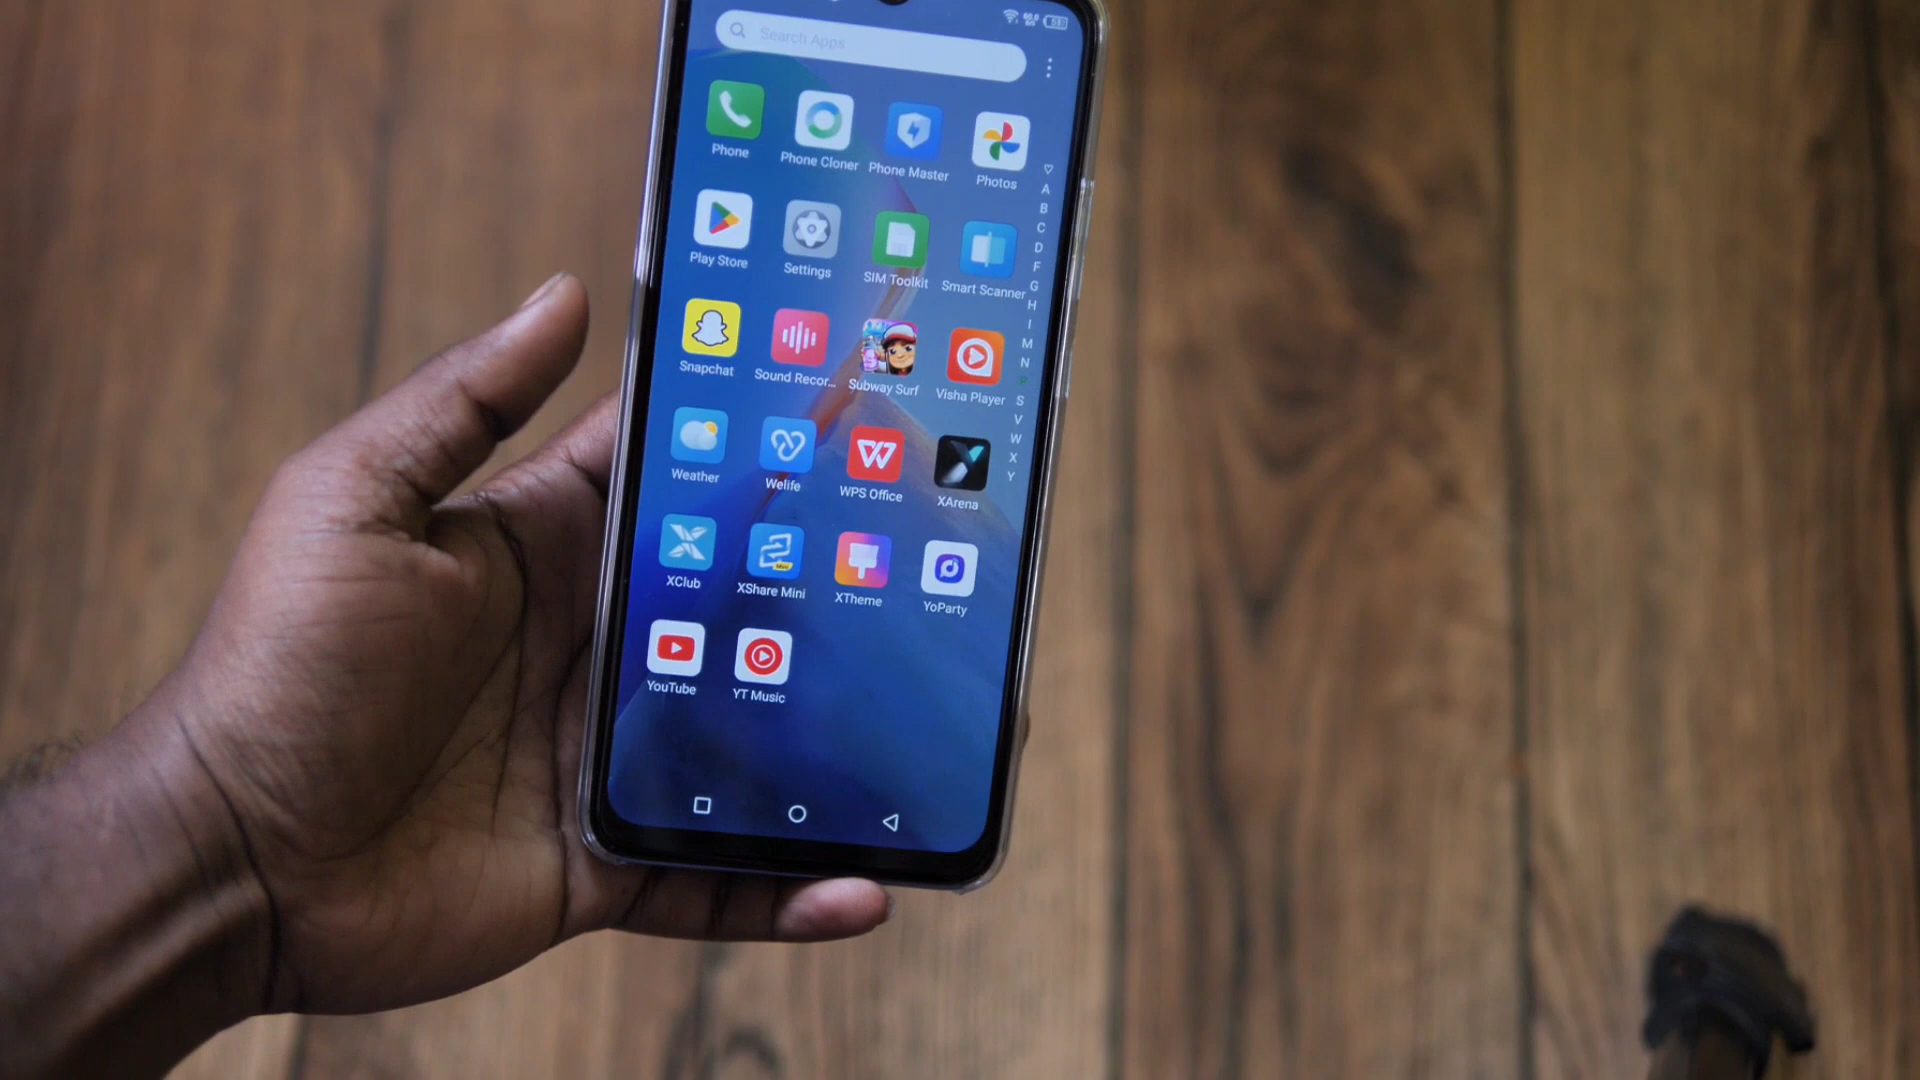 Search Apps
Phone
Phone Cloner
Phone Master
Photos
Play Store
Settings
SIM Toolkit
Smart Scanner
Snapchat
Sound Recor...
Subway Surf
Visha Player
Weather
Welife
WPS Office
XArena
XClub
XShare Mini
XTheme
YoParty
YouTube
YT Music
A
B
C
D
F
G
H
I
M
N
S
V
W
X
Y